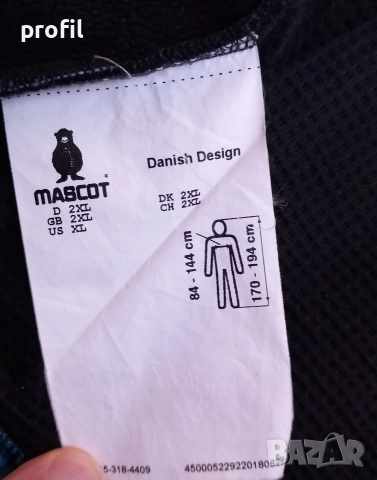 profil
Danish Design
MASCOT®
D 2XL
GB 2XL
US XL
DK 2XL
CH 2XL
84 - 144 cm
170 - 194 cm
5-318-4409
BAZAR